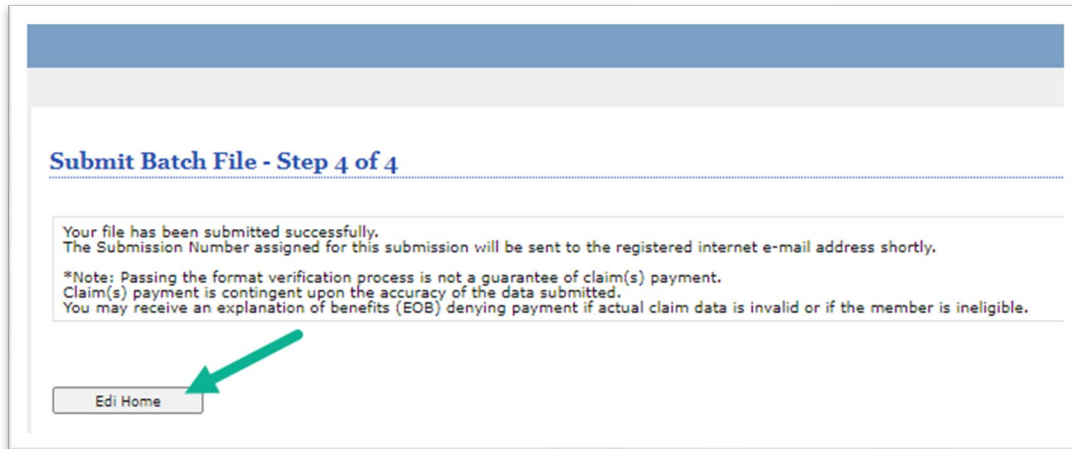 Submit Batch File - Step 4 of 4
Your file has been submitted successfully.
The Submission Number assigned for this submission will be sent to the registered internet e-mail address shortly.
*Note: Passing the format verification process is not a guarantee of claim(s) payment.
Claim(s) payment is contingent upon the accuracy of the data submitted.
You may receive an explanation of benefits (EOB) denying payment if actual claim data is invalid or if the member is ineligible.
Edi Home